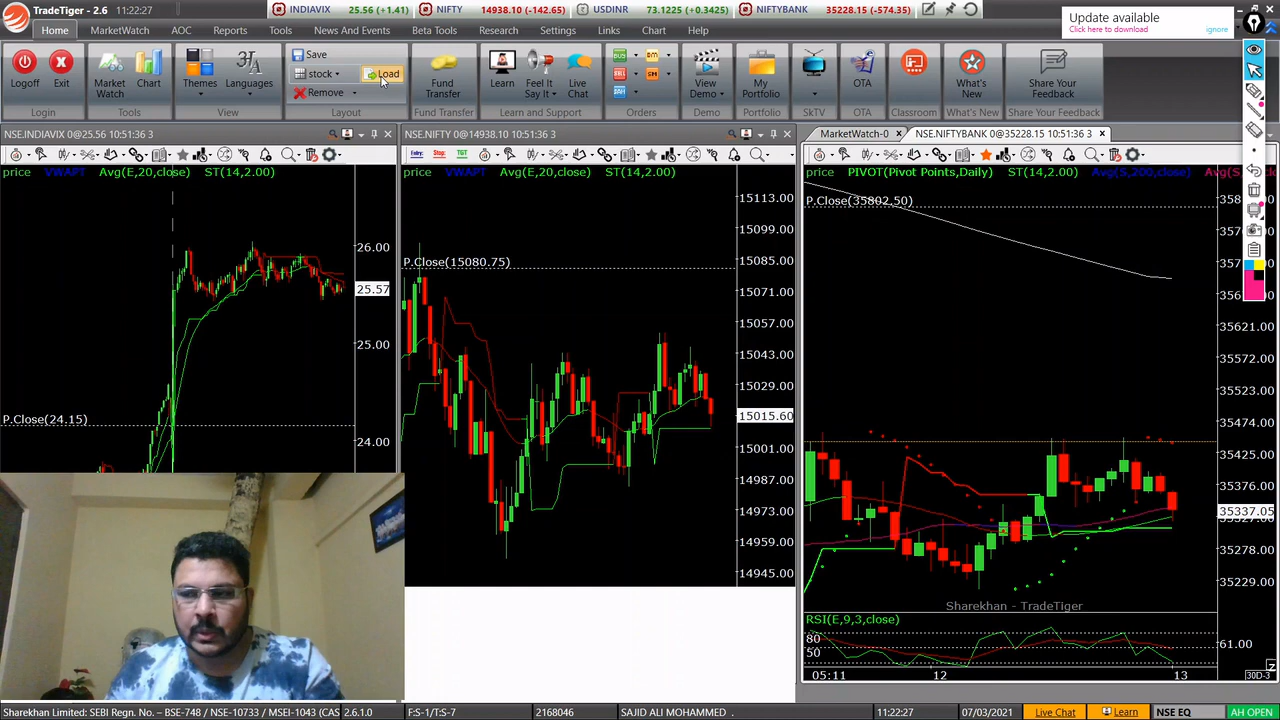 TradeTiger - 2.6 11:22:27 INDIAVIX 25.56 (+1.41) NIFTY 14938.10 (-142.65) USDINR 73.1225 (+0.3425) NIFTYBANK 35228.15 (-574.35)
Update available
Click here to download ignore
Home MarketWatch AOC Reports Tools News And Events Beta Tools Research Settings Links Chart Help
Save
stock Load
Remove
Logoff Exit Market Watch Chart Themes Languages Fund Transfer Learn Feel It Say Live Chat View Demo My Portfolio OTA What's New Share Your Feedback
Login Tools View Layout Fund Transfer Learn and Support Orders Demo Portfolio SkTV OTA Classroom What's New Share Your Feedback
NSE.INDIAVIX 0@25.56 10:51:36 3 NSE.NIFTY 0@14938.10 10:51:36 3 MarketWatch-0 NSE.NIFTYBANK 0@35228.15 10:51:36 3
Entry: Stop: TGT
price VWAPT Avg(E,20,close) ST(14,2.00)
26.00
25.57
25.00
P.Close(24.15)
24.00
price VWAPT Avg(E,20,close) ST(14,2.00)
15113.00
15099.00
15085.00
P.Close(15080.75)
15071.00
15057.00
15043.00
15029.00
15015.60
15001.00
14987.00
14973.00
14959.00
14945.00
price PIVOT(Pivot Points,Daily) ST(14,2.00) Avg(S,200,close)
P.Close(35802.50)
35621.00
35572.00
35523.00
35474.00
35425.00
35376.00
35337.05
35278.00
35229.00
Sharekhan - TradeTiger
RSI(E,9,3,close)
80
50
61.00
05:11 12 13 30D-3
Sharekhan Limited: SEBI Regn. No. – BSE-748 / NSE-10733 / MSEI-1043 (CAS 2.6.1.0 F:S-1/T:S-7 2168046 SAJID ALI MOHAMMED . 11:22:27 07/03/2021 Live Chat Learn NSE EQ AH OPEN